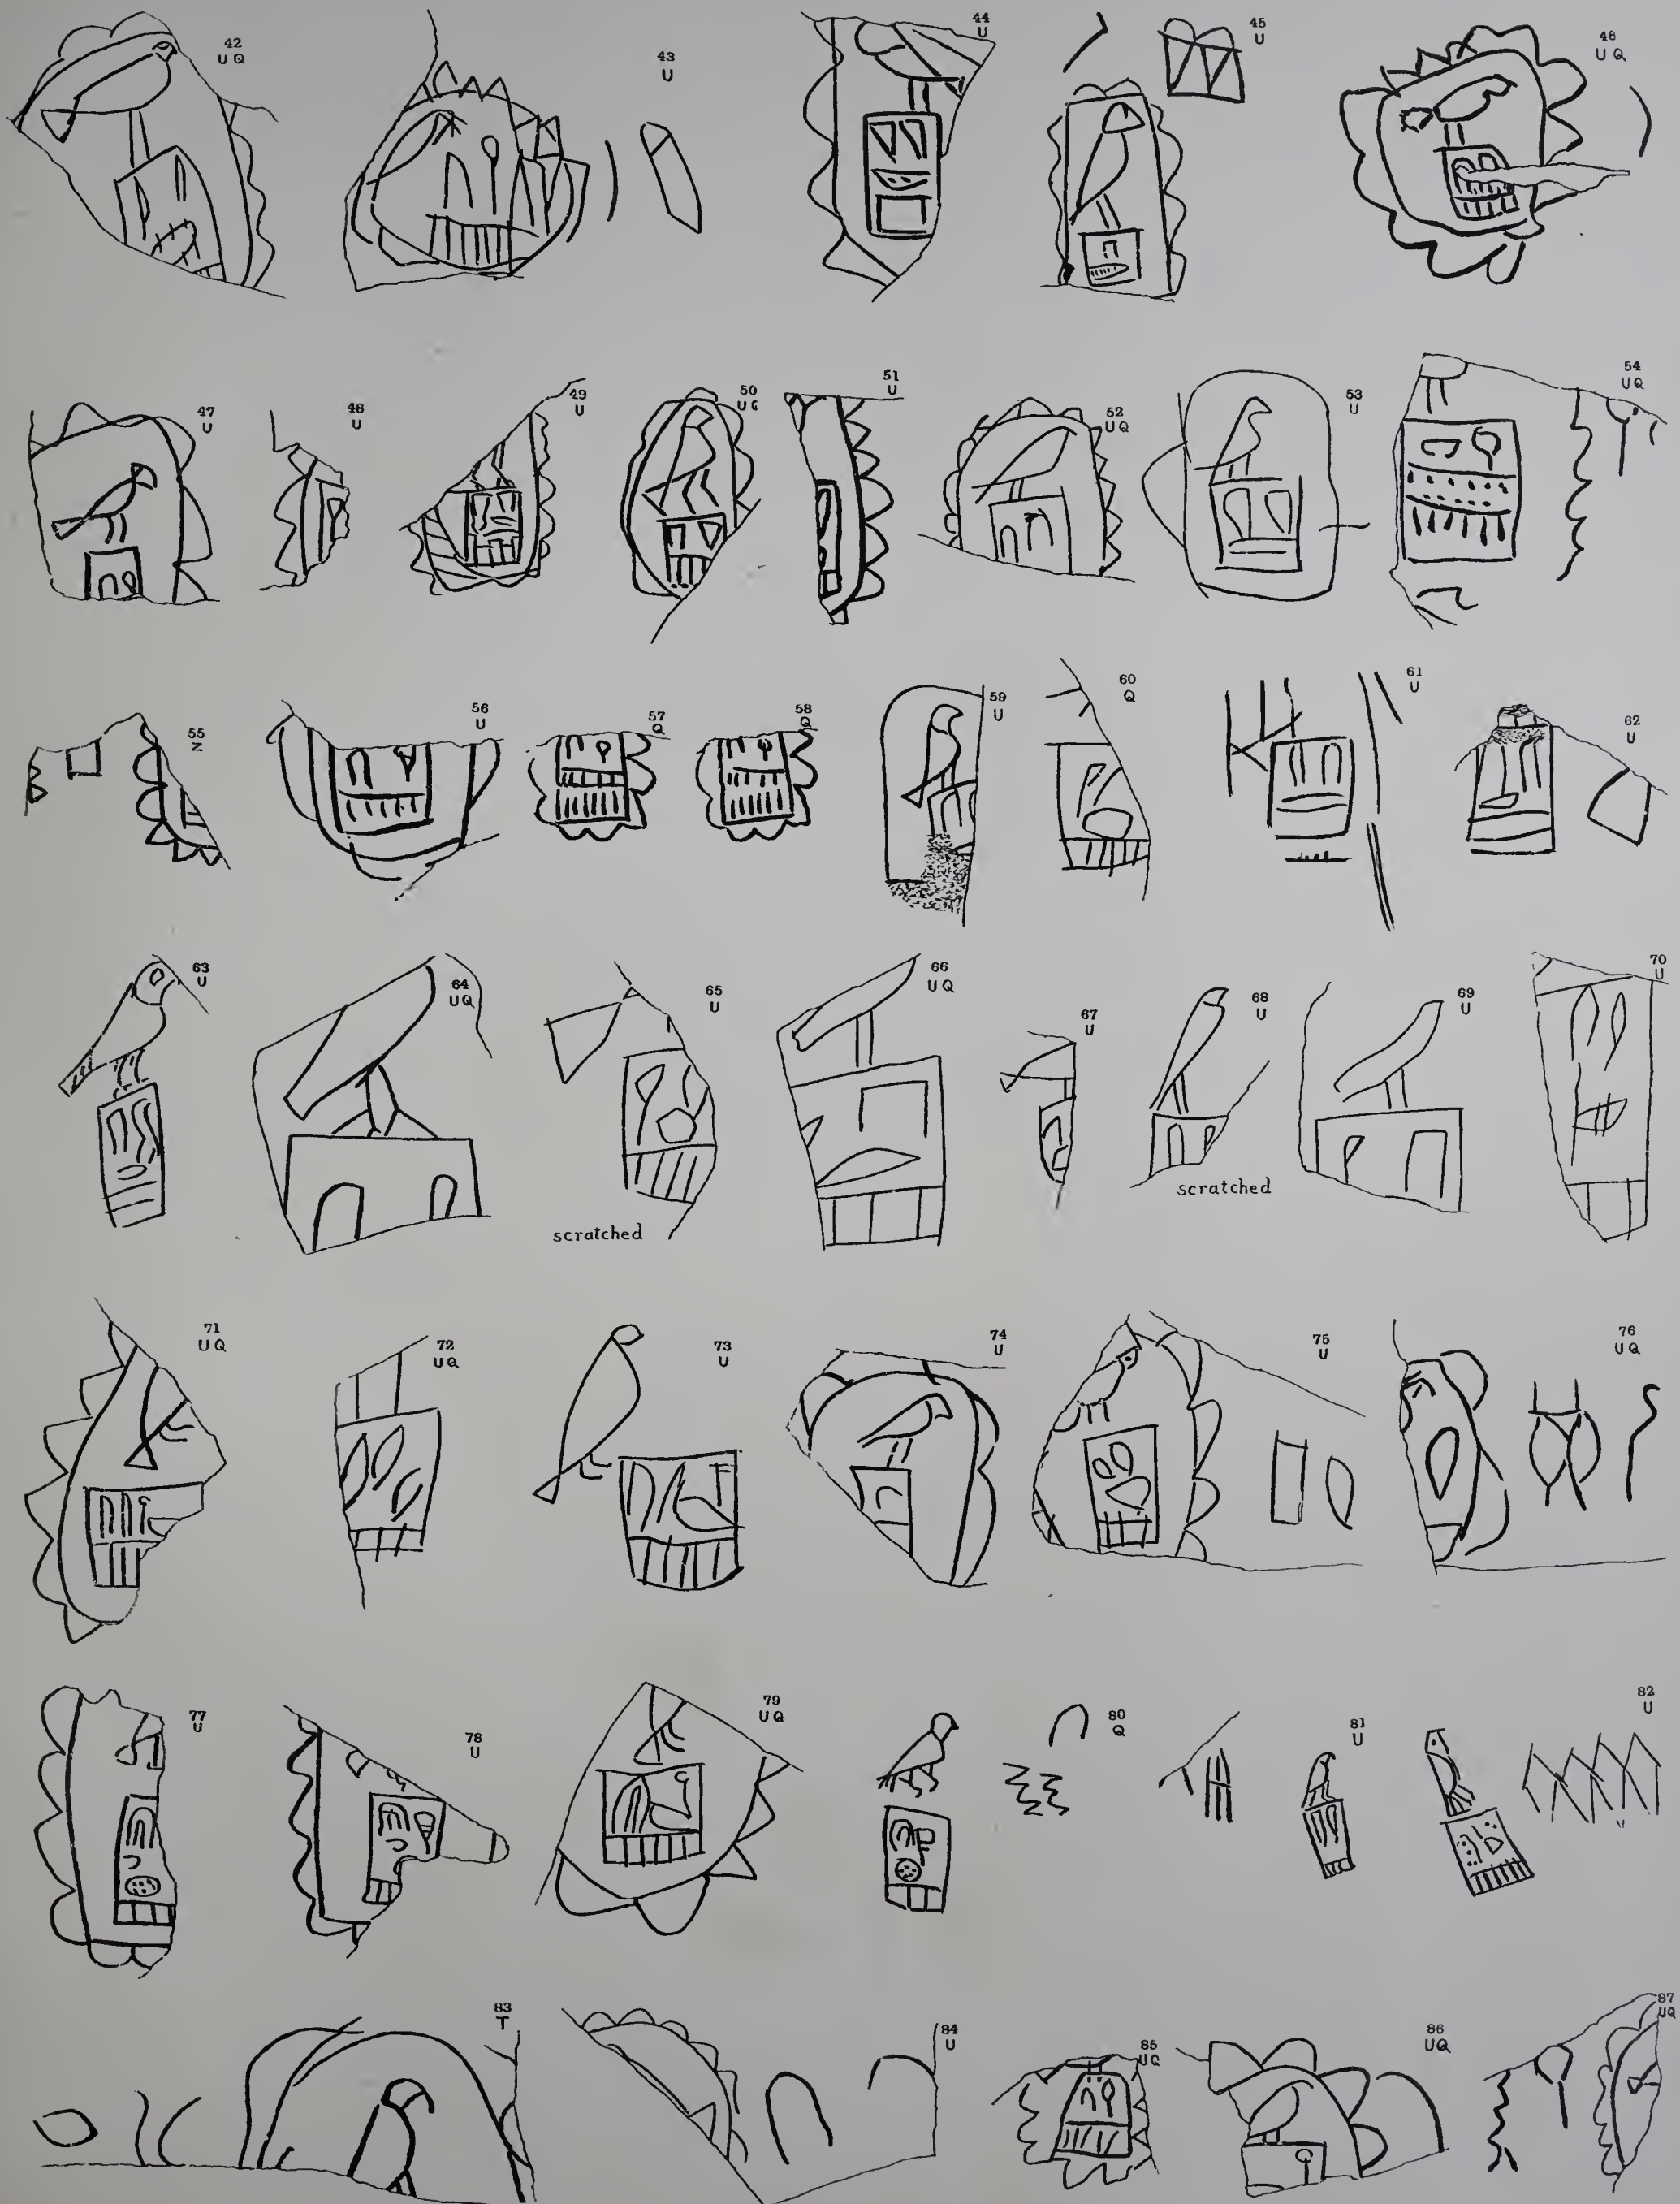 42
U Q
43
U
44
U
45
U
46
U Q
47
U
48
U
49
U
50
U G
51
U
52
U Q
53
U
54
U Q
55
Z
56
U
57
Q
58
Q
59
U
60
Q
61
U
62
U
63
U
64
U Q
65
U
scratched
66
U Q
67
U
68
U
scratched
69
U
70
U
71
U Q
72
U Q
73
U
74
U
75
U
76
U Q
77
U
78
U
79
U Q
80
Q
81
U
82
U
83
T
84
U
85
U Q
86
U Q
87
U Q